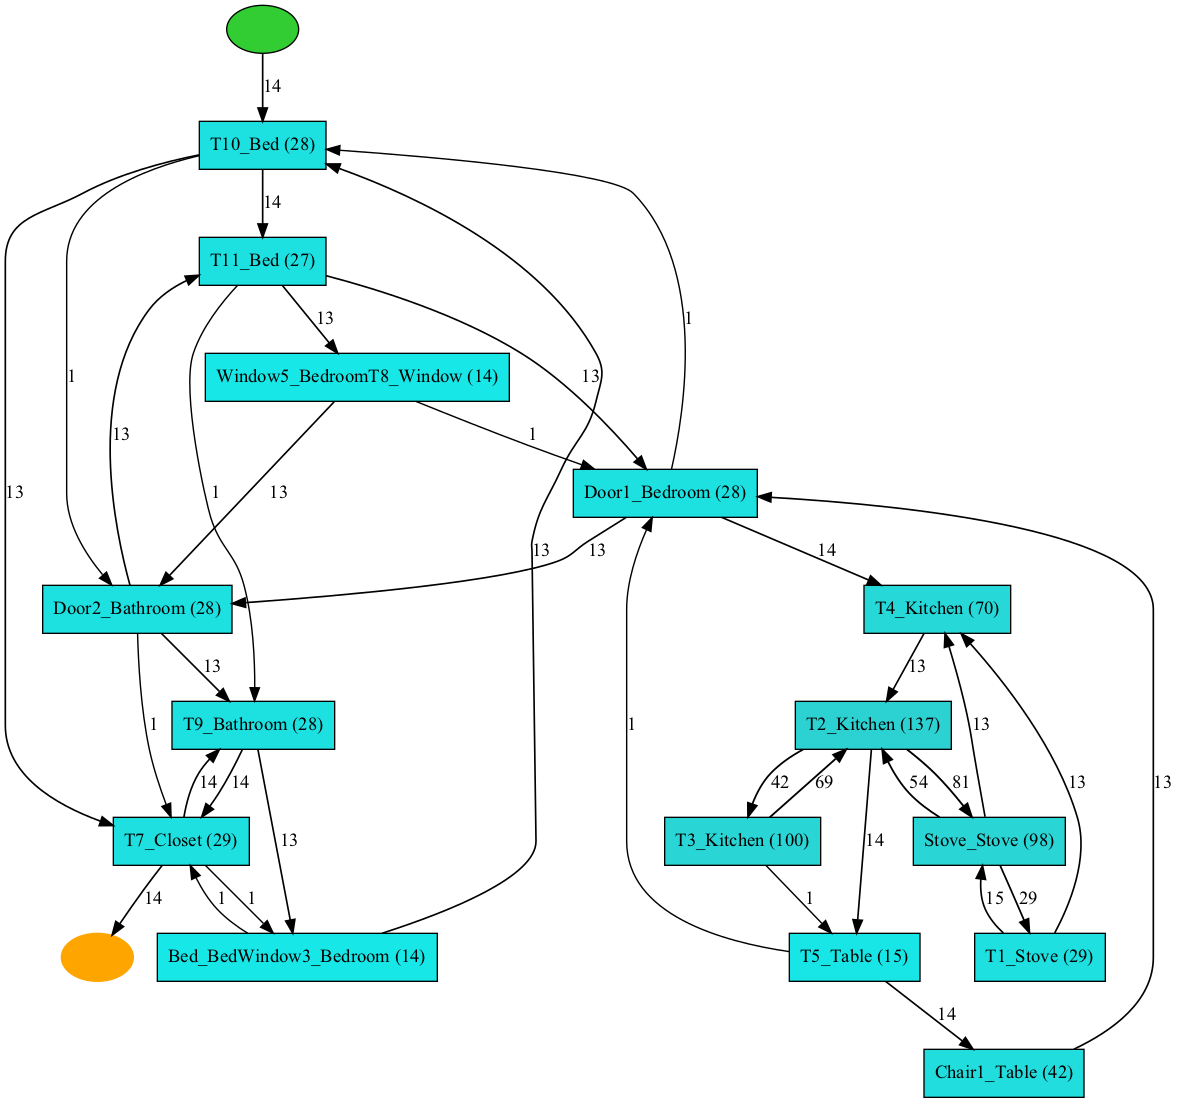 14
T10_Bed (28)
14
T11_Bed (27)
13
Window5_BedroomT8_Window (14)
1
13
1
13
1
13
1
13
1
Door1_Bedroom (28)
13
13
13
14
Door2_Bathroom (28)
T4_Kitchen (70)
13
13
T9_Bathroom (28)
1
T2_Kitchen (137)
13
14
14
42
69
54
81
13
T7_Closet (29)
13
14
T3_Kitchen (100)
Stove_Stove (98)
14
1
1
1
15
29
Bed_BedWindow3_Bedroom (14)
1
T5_Table (15)
T1_Stove (29)
14
Chair1_Table (42)